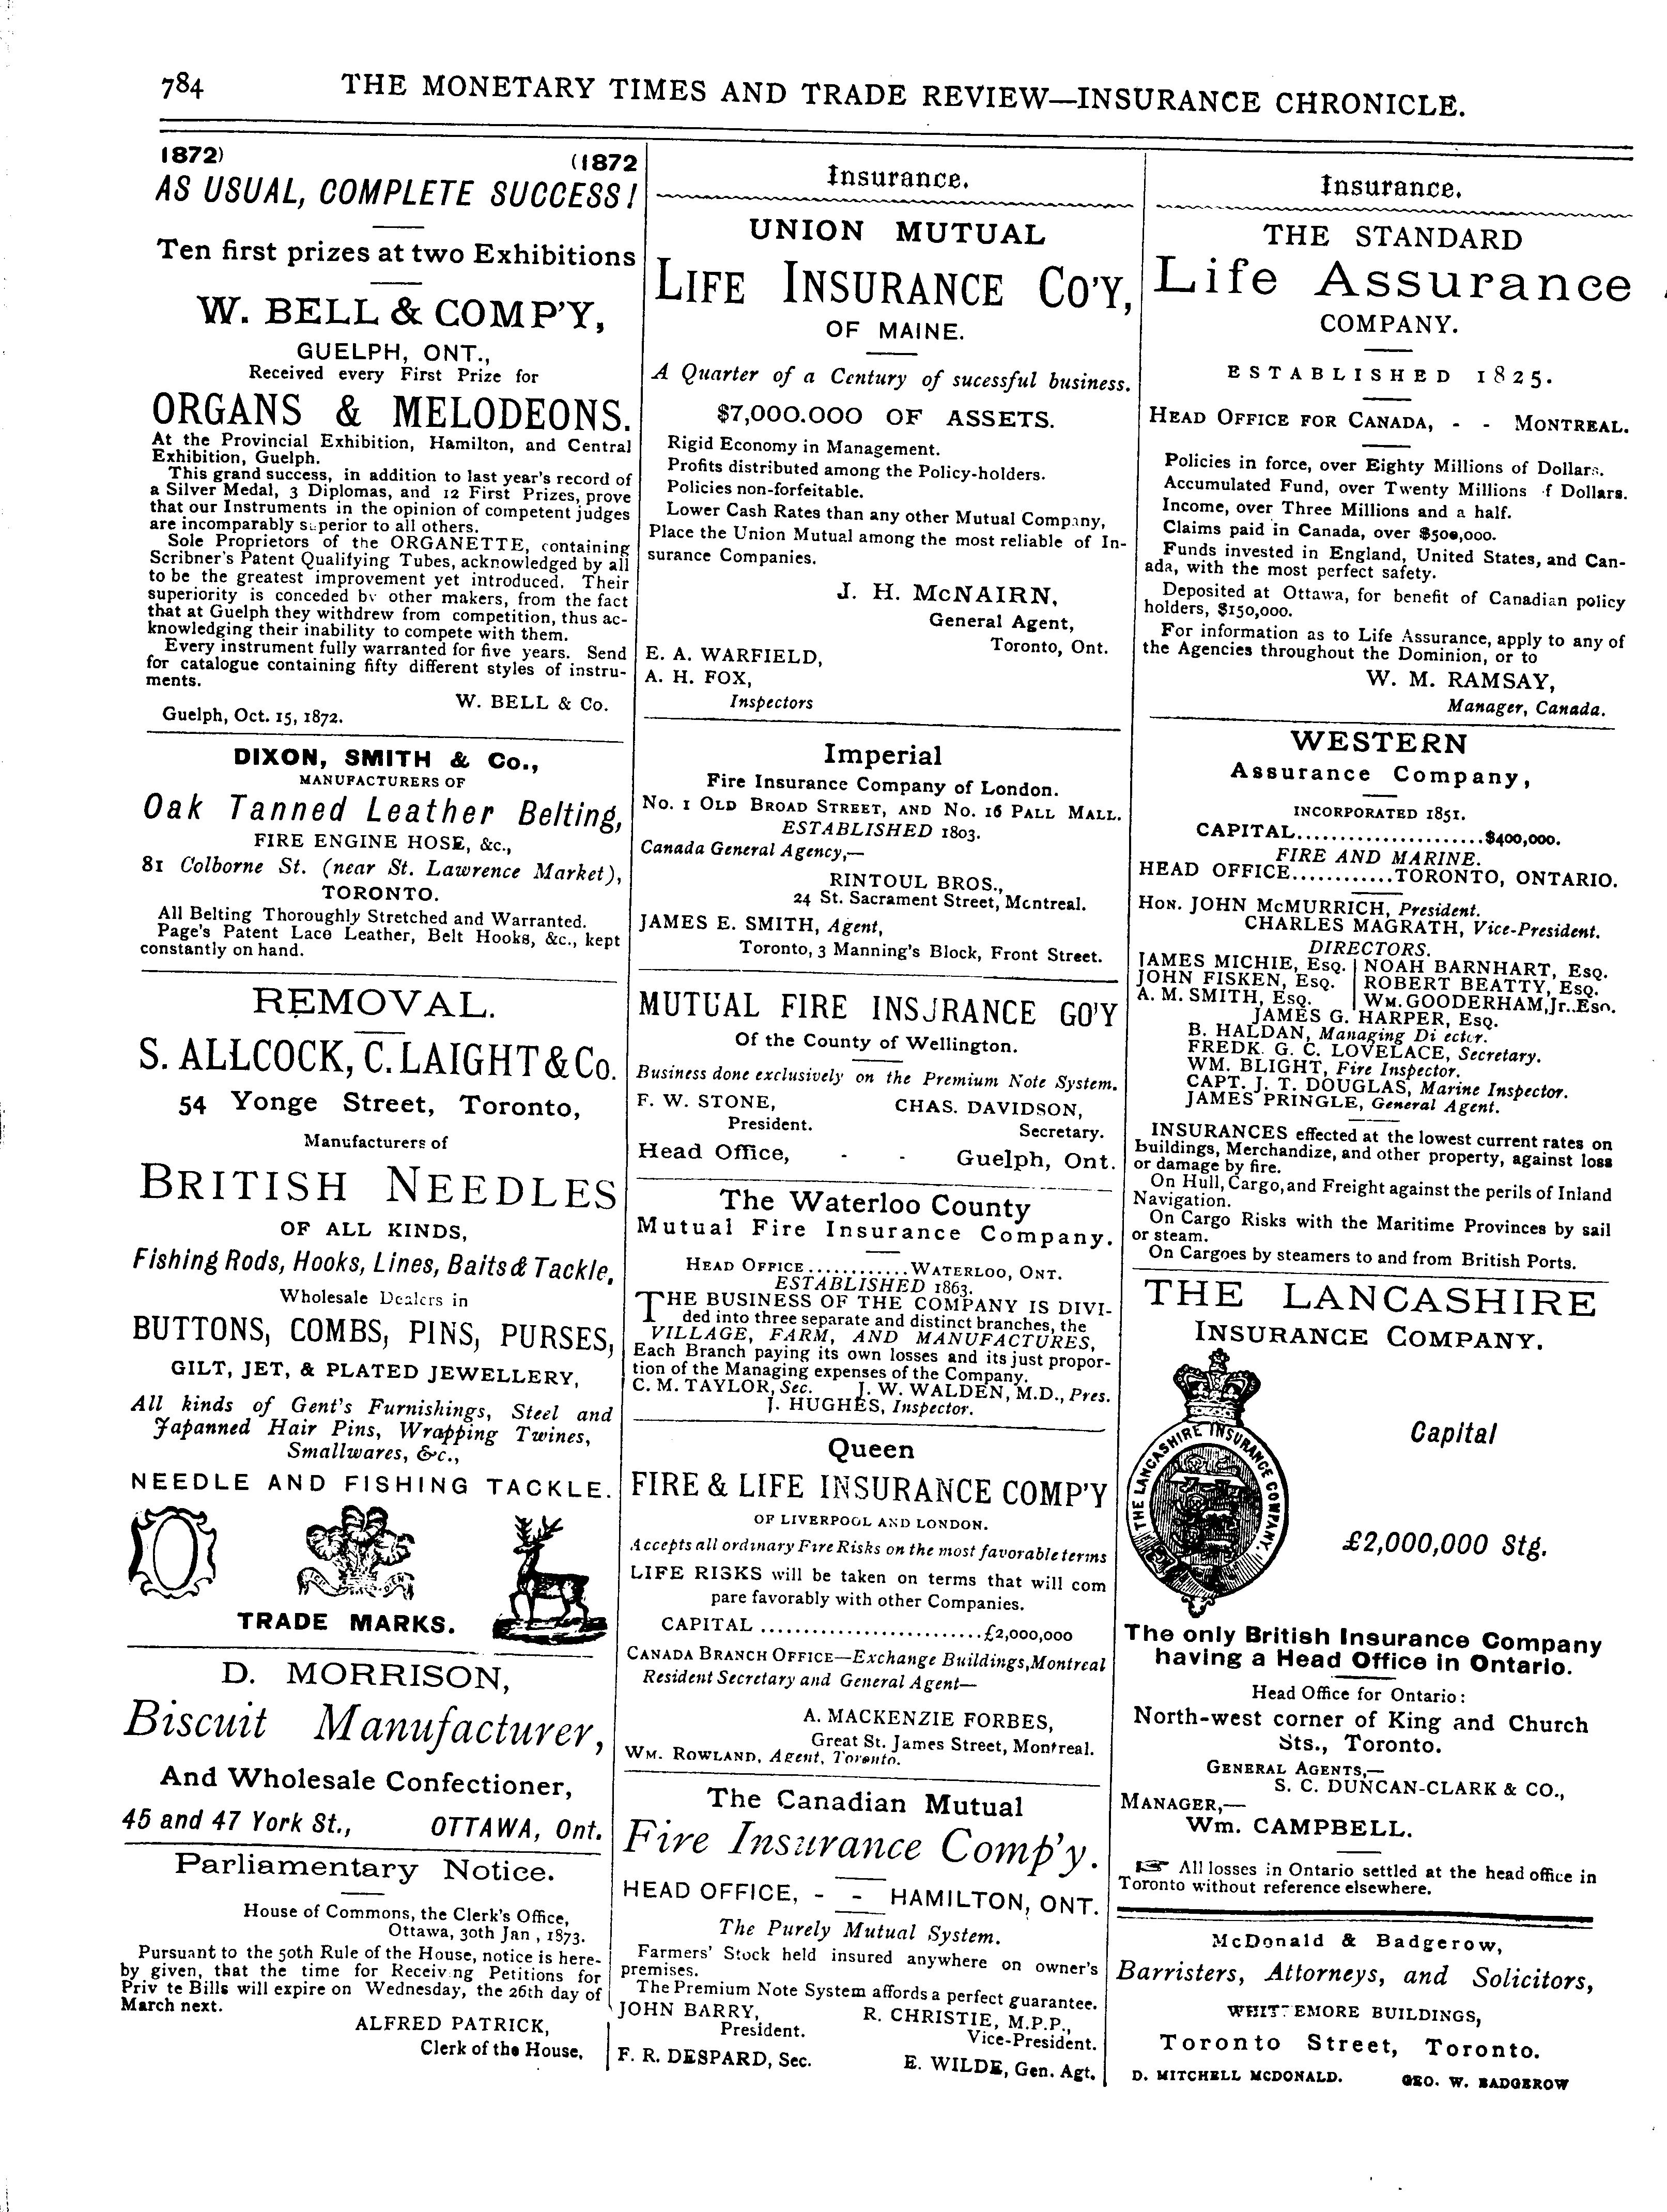 784 THE MONETARY TIMES AND TRADE REVIEW—INSURANCE CHRONICLE.
1872) (1872
AS USUAL, COMPLETE SUCCESS!
Ten first prizes at two Exhibitions
W. BELL & COMP'Y,
GUELPH, ONT.,
Received every First Prize for
ORGANS & MELODEONS.
At the Provincial Exhibition, Hamilton, and Central
Exhibition, Guelph.
This grand success, in addition to last year's record of
a Silver Medal, 3 Diplomas, and 12 First Prizes, prove
that our Instruments in the opinion of competent judges
are incomparably superior to all others.
Sole Proprietors of the ORGANETTE, containing
Scribner's Patent Qualifying Tubes, acknowledged by all
to be the greatest improvement yet introduced. Their
superiority is conceded by other makers, from the fact
that at Guelph they withdrew from competition, thus ac-
knowledging their inability to compete with them.
Every instrument fully warranted for five years. Send
for catalogue containing fifty different styles of instru-
ments.
W. BELL & Co.
Guelph, Oct. 15, 1872.
DIXON, SMITH & Co.,
MANUFACTURERS OF
Oak Tanned Leather Belting,
FIRE ENGINE HOSE, &c.,
81 Colborne St. (near St. Lawrence Market),
TORONTO.
All Belting Thoroughly Stretched and Warranted.
Page's Patent Lace Leather, Belt Hooks, &c., kept
constantly on hand.
REMOVAL.
S. ALLCOCK, C. LAIGHT & Co.
54 Yonge Street, Toronto,
Manufacturers of
BRITISH NEEDLES
OF ALL KINDS,
Fishing Rods, Hooks, Lines, Baits & Tackle,
Wholesale Dealers in
BUTTONS, COMBS, PINS, PURSES,
GILT, JET, & PLATED JEWELLERY,
All kinds of Gent's Furnishings, Steel and
Japanned Hair Pins, Wrapping Twines,
Smallwares, &c.,
NEEDLE AND FISHING TACKLE.
TRADE MARKS.
D. MORRISON,
Biscuit Manufacturer,
And Wholesale Confectioner,
45 and 47 York St., OTTAWA, Ont.
Parliamentary Notice.
House of Commons, the Clerk's Office,
Ottawa, 30th Jan , 1873.
Pursuant to the 50th Rule of the House, notice is here-
by given, that the time for Receiv ng Petitions for
Priv te Bills will expire on Wednesday, the 26th day of
March next.
ALFRED PATRICK,
Clerk of the House,
Insurance.
UNION MUTUAL
LIFE INSURANCE CO'Y,
OF MAINE.
A Quarter of a Century of sucessful business.
$7,000.000 OF ASSETS.
Rigid Economy in Management.
Profits distributed among the Policy-holders.
Policies non-forfeitable.
Lower Cash Rates than any other Mutual Company,
Place the Union Mutual among the most reliable of In-
surance Companies.
J. H. McNAIRN,
General Agent,
Toronto, Ont.
E. A. WARFIELD,
A. H. FOX,
Inspectors
Imperial
Fire Insurance Company of London.
No. 1 OLD BROAD STREET, AND No. 16 PALL MALL.
ESTABLISHED 1803.
Canada General Agency,—
RINTOUL BROS.,
24 St. Sacrament Street, Montreal.
JAMES E. SMITH, Agent,
Toronto, 3 Manning's Block, Front Street.
MUTUAL FIRE INSURANCE CO'Y
Of the County of Wellington.
Business done exclusively on the Premium Note System.
F. W. STONE, CHAS. DAVIDSON,
President. Secretary.
Head Office, - - Guelph, Ont.
The Waterloo County
Mutual Fire Insurance Company.
HEAD OFFICE............WATERLOO, ONT.
ESTABLISHED 1863.
THE BUSINESS OF THE COMPANY IS DIVI-
ded into three separate and distinct branches, the
VILLAGE, FARM, AND MANUFACTURES,
Each Branch paying its own losses and its just propor-
tion of the Managing expenses of the Company.
C. M. TAYLOR, Sec. J. W. WALDEN, M.D., Pres.
J. HUGHES, Inspector.
Queen
FIRE & LIFE INSURANCE COMP'Y
OF LIVERPOOL AND LONDON.
Accepts all ordinary Fire Risks on the most favorable terms
LIFE RISKS will be taken on terms that will com
pare favorably with other Companies.
CAPITAL ..........................£2,000,000
CANADA BRANCH OFFICE—Exchange Buildings, Montreal
Resident Secretary and General Agent—
A. MACKENZIE FORBES,
Great St. James Street, Montreal.
WM. ROWLAND, Agent, Toronto.
The Canadian Mutual
Fire Insurance Comp'y.
HEAD OFFICE, - - HAMILTON, ONT.
The Purely Mutual System.
Farmers' Stock held insured anywhere on owner's
premises.
The Premium Note System affords a perfect guarantee.
JOHN BARRY, R. CHRISTIE, M.P.P.,
President. Vice-President.
F. R. DESPARD, Sec. E. WILDE, Gen. Agt.
Insurance.
THE STANDARD
Life Assurance
COMPANY.
ESTABLISHED 1825.
HEAD OFFICE FOR CANADA, - - MONTREAL.
Policies in force, over Eighty Millions of Dollars.
Accumulated Fund, over Twenty Millions f Dollars.
Income, over Three Millions and a half.
Claims paid in Canada, over $500,000.
Funds invested in England, United States, and Can-
ada, with the most perfect safety.
Deposited at Ottawa, for benefit of Canadian policy
holders, $150,000.
For information as to Life Assurance, apply to any of
the Agencies throughout the Dominion, or to
W. M. RAMSAY,
Manager, Canada.
WESTERN
Assurance Company,
INCORPORATED 1851.
CAPITAL......................$400,000.
FIRE AND MARINE.
HEAD OFFICE............TORONTO, ONTARIO.
HON. JOHN McMURRICH, President.
CHARLES MAGRATH, Vice-President.
DIRECTORS.
JAMES MICHIE, ESQ. NOAH BARNHART, ESQ.
JOHN FISKEN, ESQ. ROBERT BEATTY, ESQ.
A. M. SMITH, ESQ. WM. GOODERHAM, Jr., Esq.
JAMES G. HARPER, ESQ.
B. HALDAN, Managing Di ector.
FREDK. G. C. LOVELACE, Secretary.
WM. BLIGHT, Fire Inspector.
CAPT. J. T. DOUGLAS, Marine Inspector.
JAMES PRINGLE, General Agent.
INSURANCES effected at the lowest current rates on
buildings, Merchandize, and other property, against loss
or damage by fire.
On Hull, Cargo, and Freight against the perils of Inland
Navigation.
On Cargo Risks with the Maritime Provinces by sail
or steam.
On Cargoes by steamers to and from British Ports.
THE LANCASHIRE
INSURANCE COMPANY.
THE LANCASHIRE INSURANCE COMPANY.
Capital
£2,000,000 Stg.
The only British Insurance Company
having a Head Office in Ontario.
Head Office for Ontario:
North-west corner of King and Church
Sts., Toronto.
GENERAL AGENTS,—
S. C. DUNCAN-CLARK & CO.,
MANAGER,—
Wm. CAMPBELL.
All losses in Ontario settled at the head office in
Toronto without reference elsewhere.
McDonald & Badgerow,
Barristers, Attorneys, and Solicitors,
WHITTEMORE BUILDINGS,
Toronto Street, Toronto.
D. MITCHELL MCDONALD. GEO. W. BADGEROW